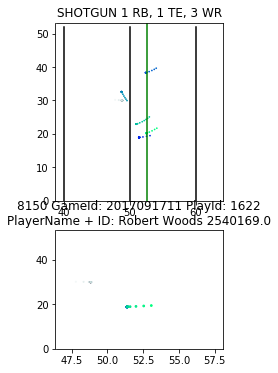 SHOTGUN 1 RB, 1 TE, 3 WR
50
40
30
20
10
0
40 50 60
8150 GameId: 2017091711 PlayId: 1622
PlayerName + ID: Robert Woods 2540169.0
40
20
0
47.5 50.0 52.5 55.0 57.5